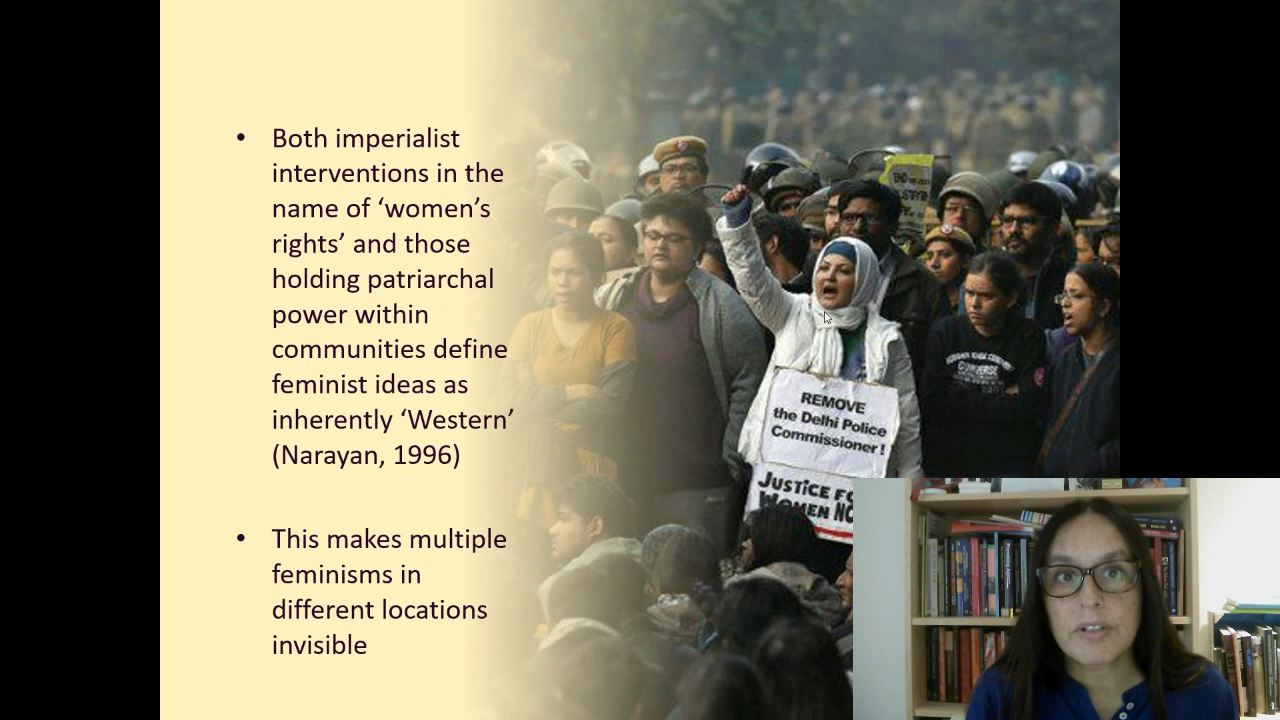 • Both imperialist
interventions in the
name of ‘women’s
rights’ and those
holding patriarchal
power within
communities define
feminist ideas as
inherently ‘Western’
(Narayan, 1996)
• This makes multiple
feminisms in
different locations
invisible
REMOVE
the Delhi Police
Commissioner!
JUSTICE
WOMEN
CONVERSE